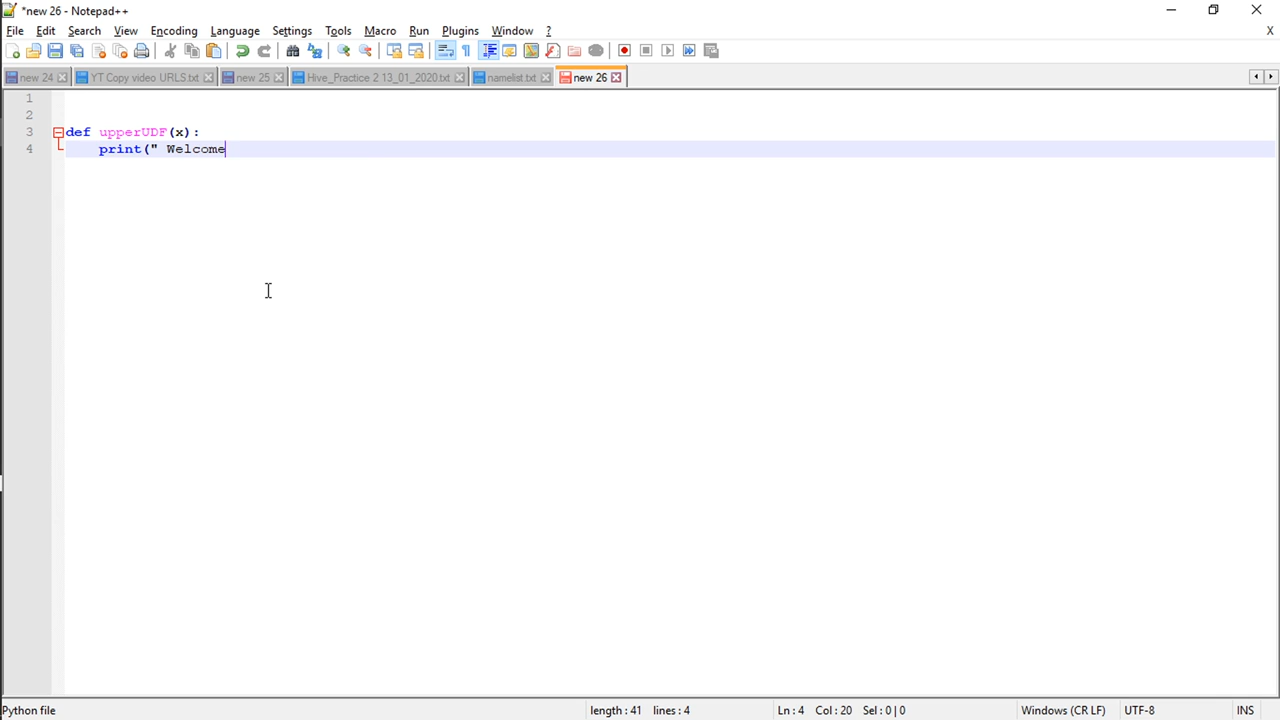 *new 26 - Notepad++
File Edit Search View Encoding Language Settings Tools Macro Run Plugins Window ? X
new 24 YT Copy video URLS.txt new 25 Hive_Practice 2 13_01_2020.txt namelist.txt new 26
1
2
3 def upperUDF(x):
4 print(" Welcome
Python file length : 41 lines : 4 Ln : 4 Col : 20 Sel : 0 | 0 Windows (CR LF) UTF-8 INS